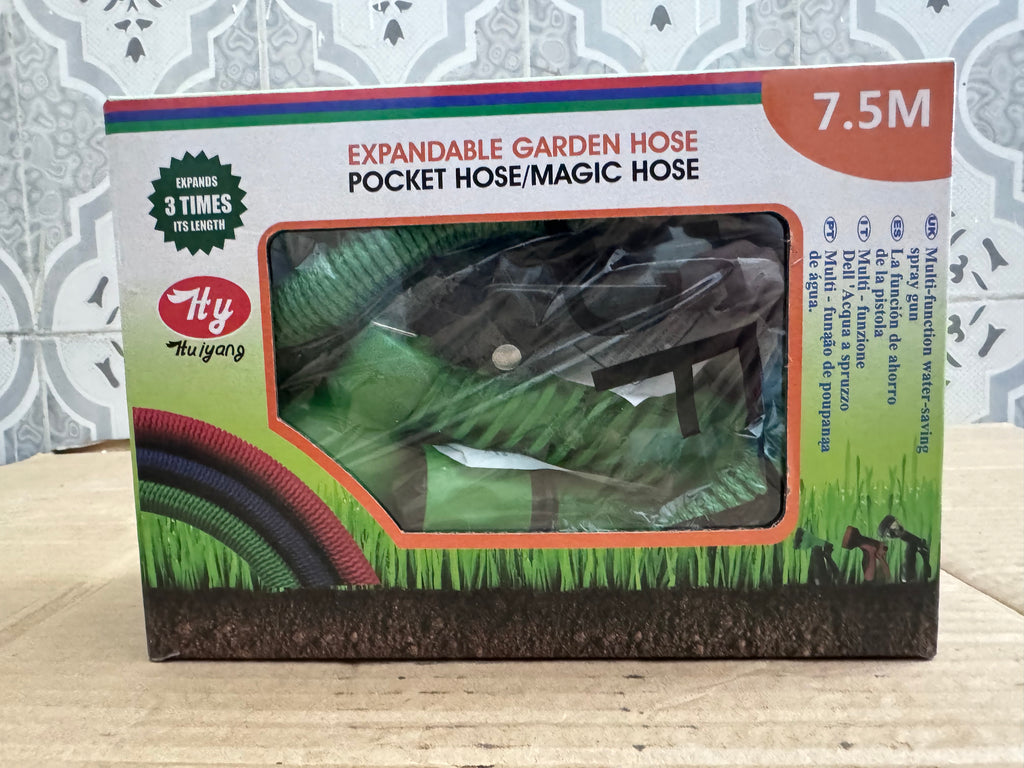 7.5M
EXPANDABLE GARDEN HOSE
POCKET HOSE/MAGIC HOSE
EXPANDS
3 TIMES
ITS LENGTH
Hy
Huiyang
UK Multi-function water-saving
spray gun
ES La función de ahorro
de la pistola
IT Multi - funzione
Dell'Acqua a spruzzo
PT Multi - funąão de poupanąa
de água.